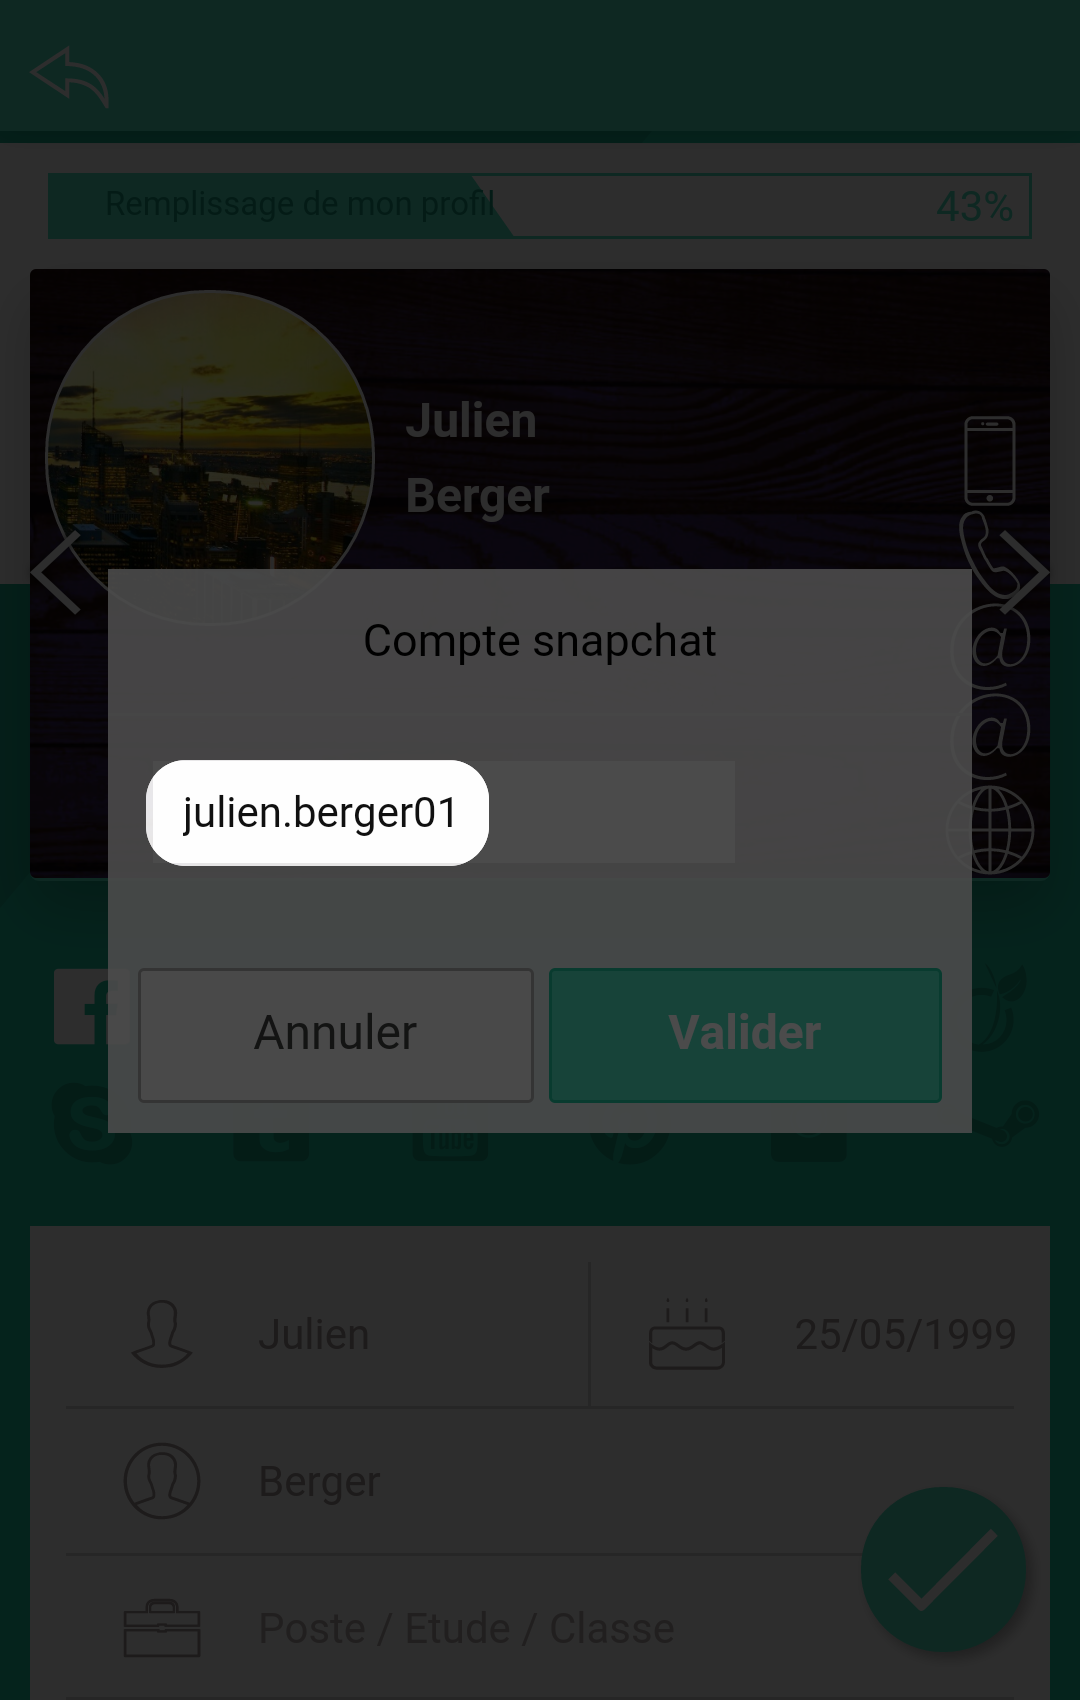 Remplissage de mon profil 43%
Julien
Berger
Compte snapchat
julien.berger01
Annuler Valider
Tube
Julien 25/05/1999
Berger
Poste / Etude / Classe